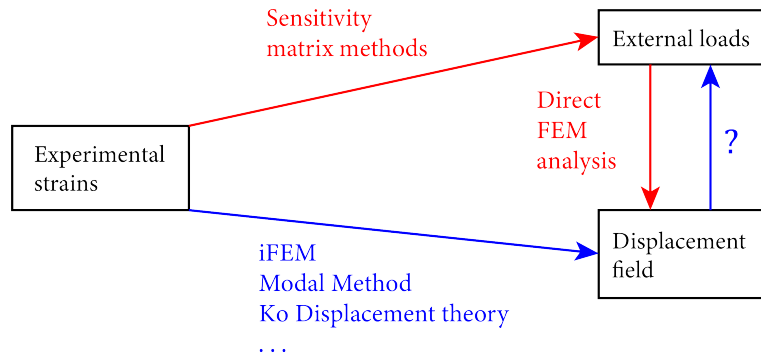 Sensitivity
matrix methods
External loads
Direct
FEM
analysis
?
Experimental
strains
Displacement
field
iFEM
Modal Method
Ko Displacement theory
...